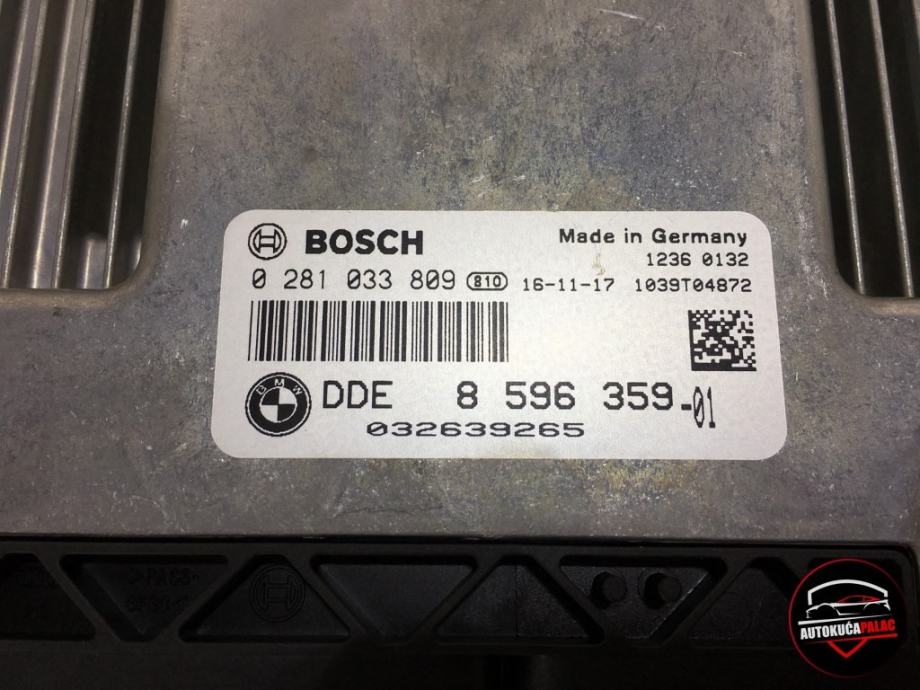 BOSCH Made in Germany
1236 0132
0 281 033 809 810 16-11-17 1039T04872
BMW DDE 8 596 359-01
032639265
AUTOKUĆAPALAC